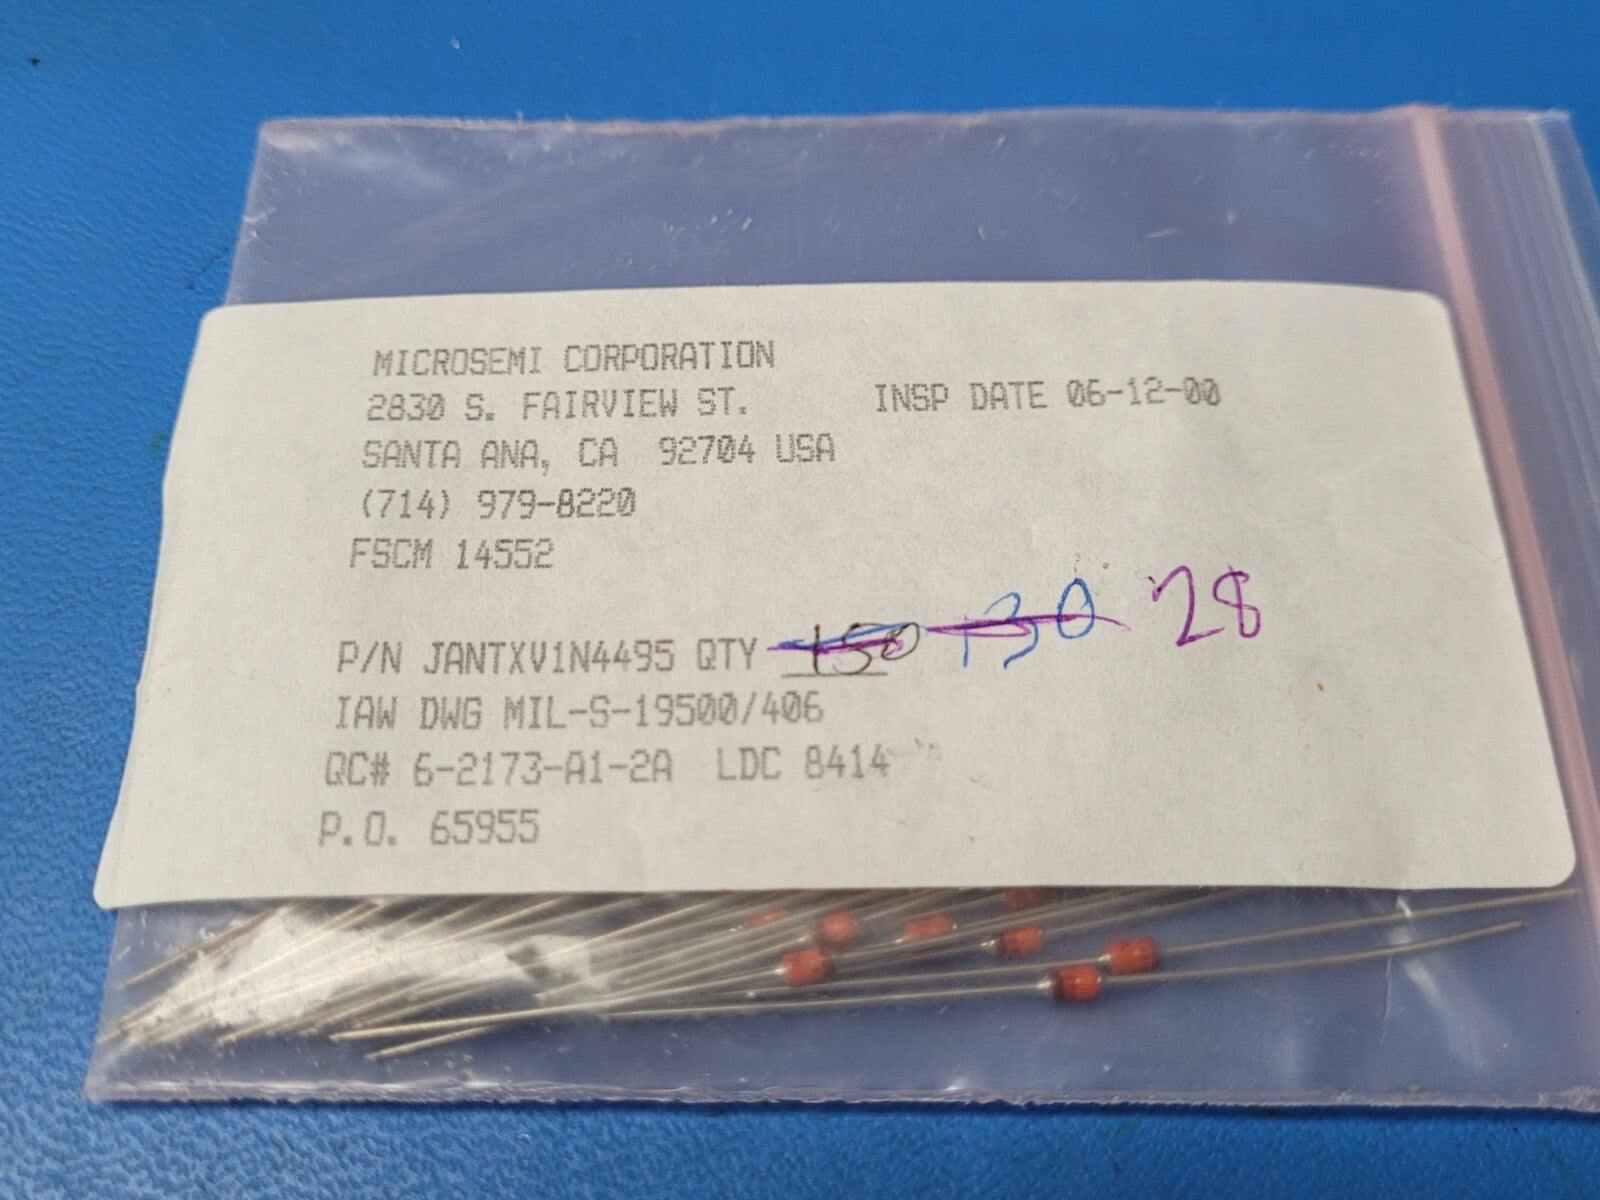 MICROSEMI CORPORATION
2830 S. FAIRVIEW ST. INSP DATE 06-12-00
SANTA ANA, CA 92704 USA
(714) 979-8220
FSCM 14552
P/N JANTXV1N4495 QTY 150 130 28
IAW DWG MIL-S-19500/406
QC# 6-2173-A1-2A LDC 8414
P.O. 65955